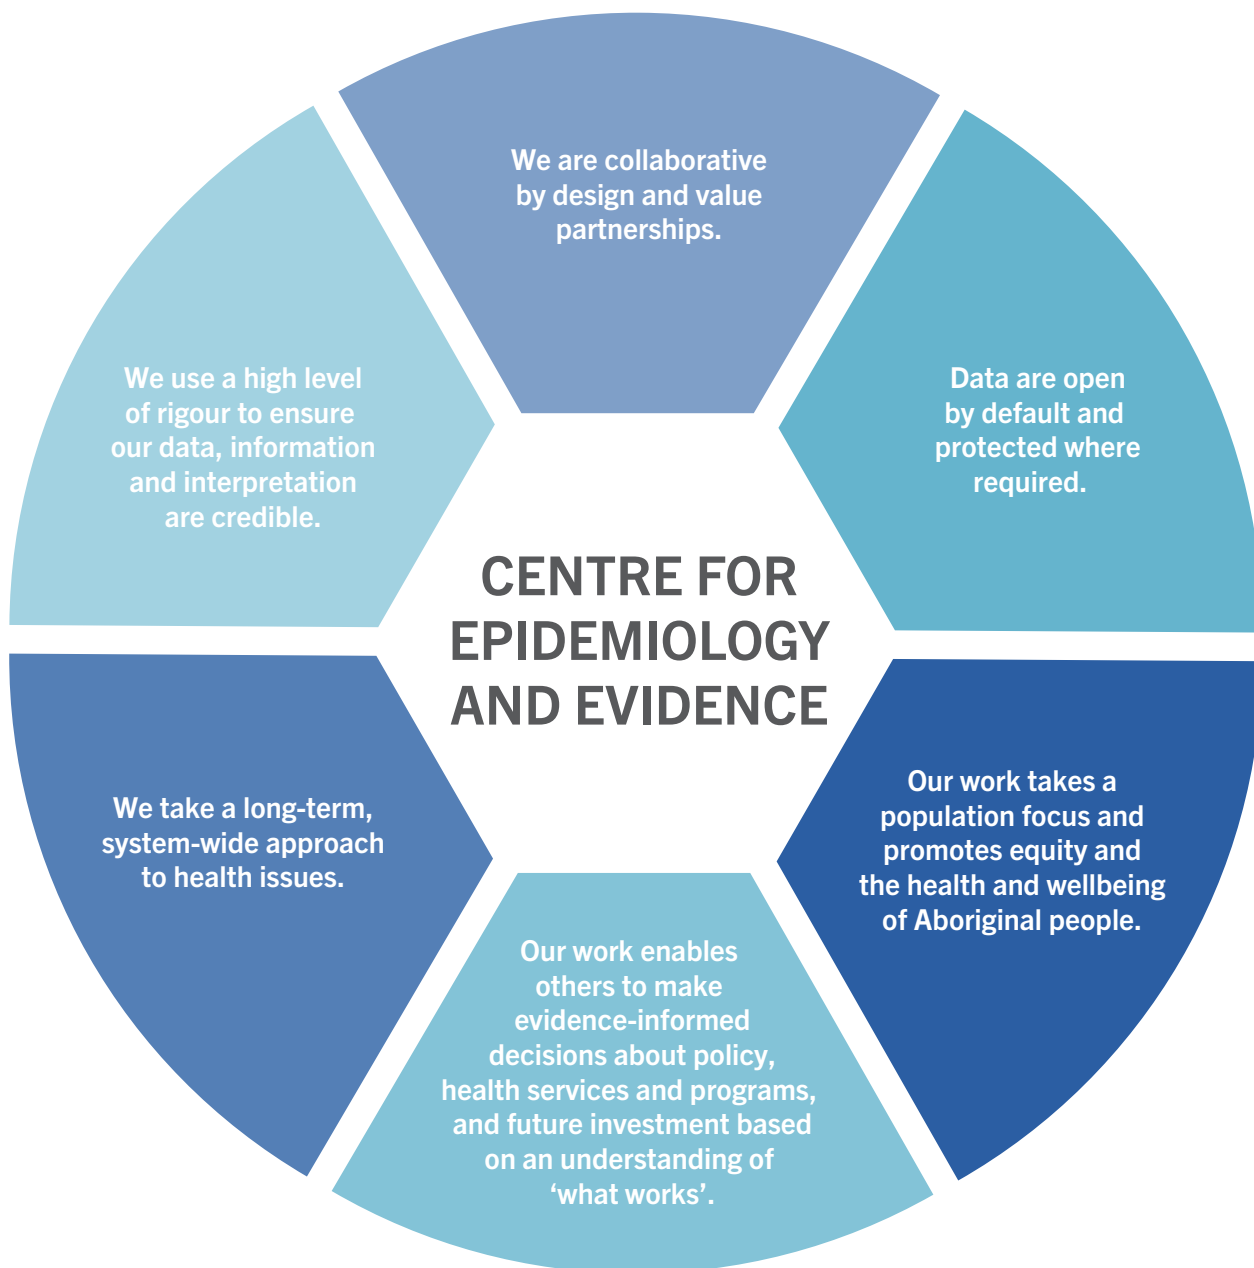 We are collaborative
by design and value
partnerships.
Data are open
by default and
protected where
required.
Our work takes a
population focus and
promotes equity and
the health and wellbeing
of Aboriginal people.
Our work enables
others to make
evidence-informed
decisions about policy,
health services and programs,
and future investment based
on an understanding of
‘what works’.
We take a long-term,
system-wide approach
to health issues.
We use a high level
of rigour to ensure
our data, information
and interpretation
are credible.
CENTRE FOR
EPIDEMIOLOGY
AND EVIDENCE